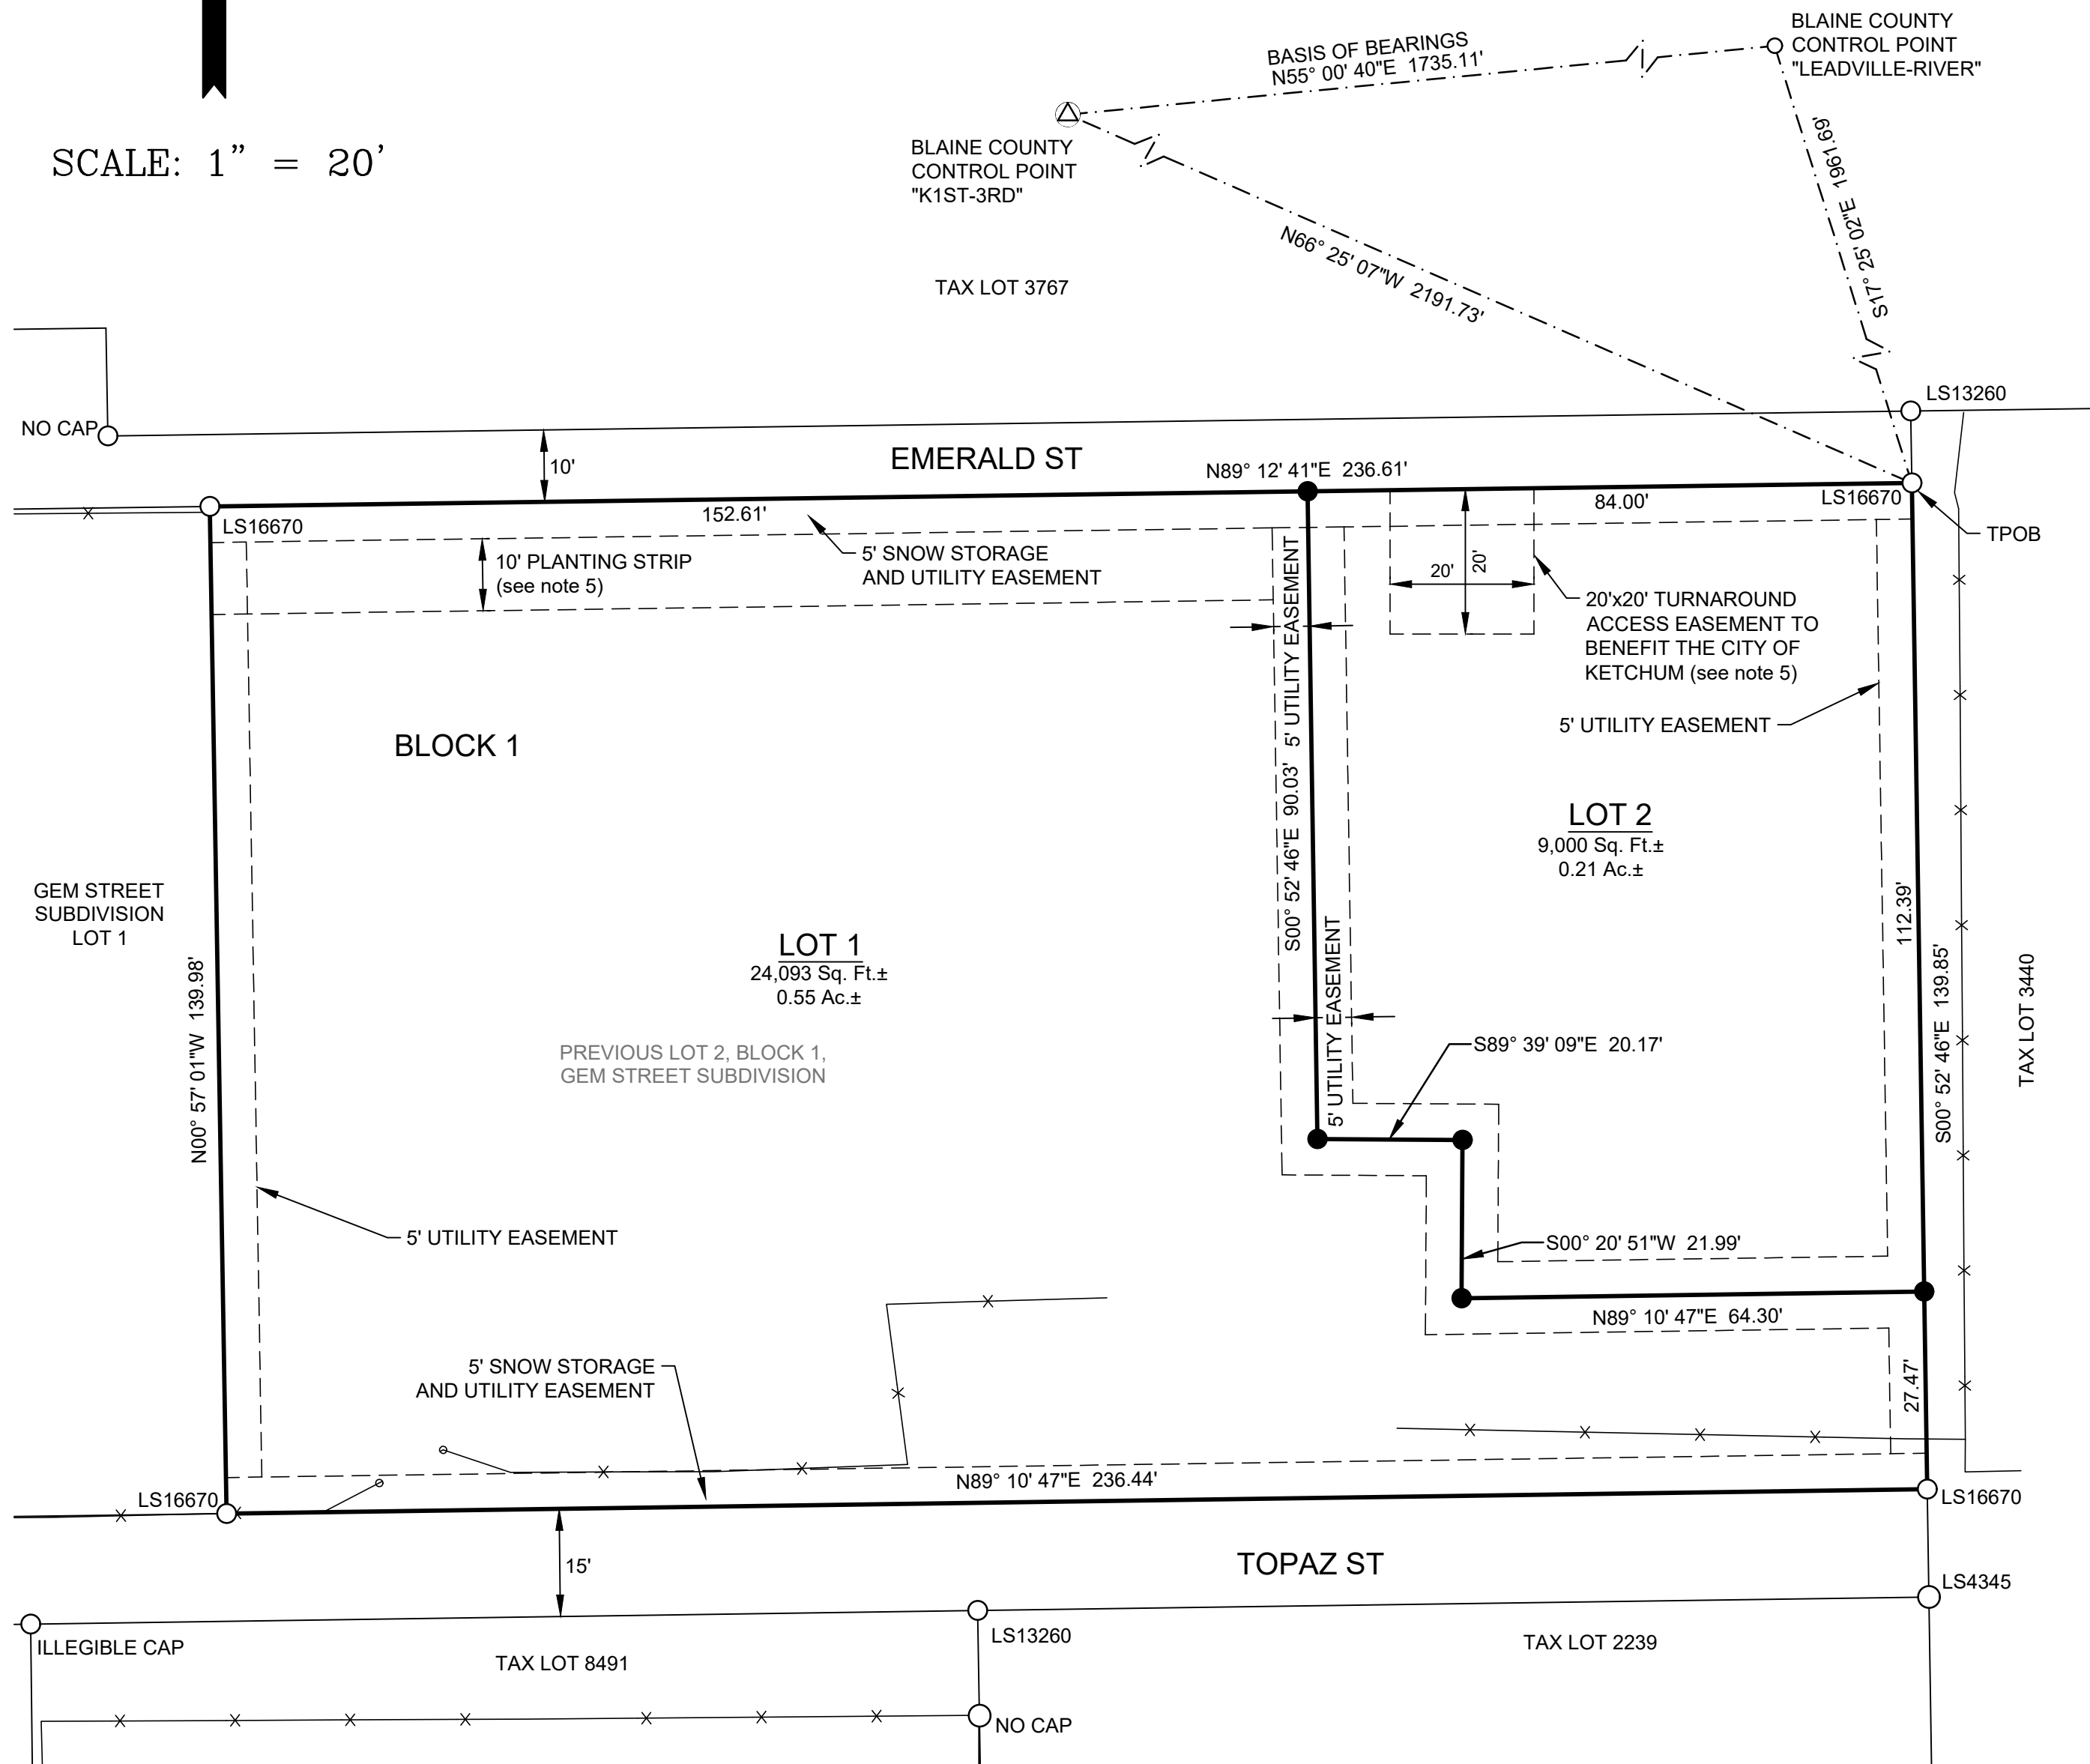 BLAINE COUNTY
CONTROL POINT
"LEADVILLE-RIVER"
BASIS OF BEARINGS
N55° 00' 40"E 1735.11'
SCALE: 1" = 20'
BLAINE COUNTY
CONTROL POINT
"K1ST-3RD"
S17° 25' 02"E 1961.69'
N66° 25' 07"W 2191.73'
TAX LOT 3767
LS13260
NO CAP
10'
EMERALD ST
N89° 12' 41"E 236.61'
LS16670
152.61'
84.00'
LS16670
TPOB
5' SNOW STORAGE
AND UTILITY EASEMENT
10' PLANTING STRIP
(see note 5)
20'
20'
20'x20' TURNAROUND
ACCESS EASEMENT TO
BENEFIT THE CITY OF
KETCHUM (see note 5)
5' UTILITY EASEMENT
S00° 52' 46"E 90.03' 5' UTILITY EASEMENT
BLOCK 1
LOT 2
9,000 Sq. Ft.±
0.21 Ac.±
GEM STREET
SUBDIVISION
LOT 1
LOT 1
24,093 Sq. Ft.±
0.55 Ac.±
112.39'
S00° 52' 46"E 139.85'
TAX LOT 3440
N00° 57' 01"W 139.98'
5' UTILITY EASEMENT
PREVIOUS LOT 2, BLOCK 1,
GEM STREET SUBDIVISION
S89° 39' 09"E 20.17'
5' UTILITY EASEMENT
S00° 20' 51"W 21.99'
N89° 10' 47"E 64.30'
5' SNOW STORAGE
AND UTILITY EASEMENT
27.47'
N89° 10' 47"E 236.44'
LS16670
LS16670
15'
TOPAZ ST
LS4345
ILLEGIBLE CAP
LS13260
TAX LOT 8491
TAX LOT 2239
NO CAP